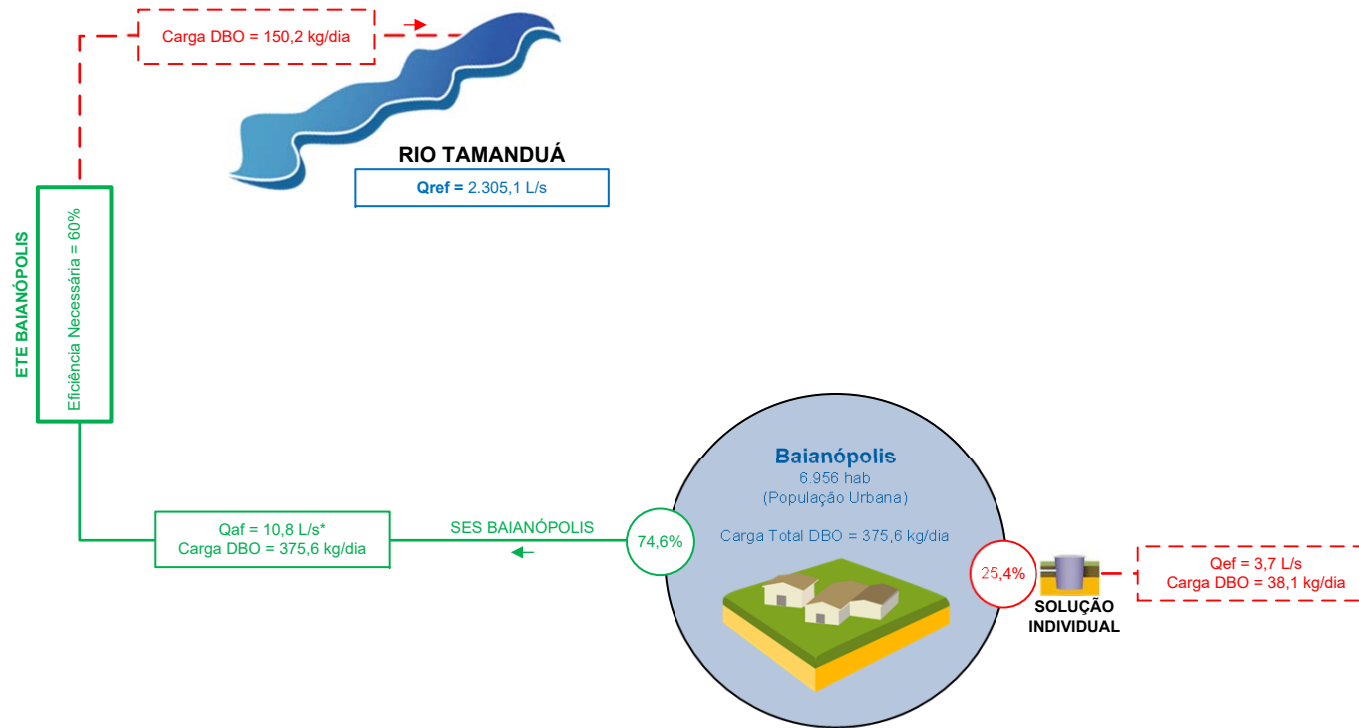 Carga DBO = 150,2 kg/dia
RIO TAMANDUÁ
Qref = 2.305,1 L/s
ETE BAIANÓPOLIS
Eficiência Necessária = 60%
Qaf = 10,8 L/s*
Carga DBO = 375,6 kg/dia
SES BAIANÓPOLIS
74,6%
Baianópolis
6.956 hab
(População Urbana)
Carga Total DBO = 375,6 kg/dia
25,4%
SOLUÇÃO
INDIVIDUAL
Qef = 3,7 L/s
Carga DBO = 38,1 kg/dia